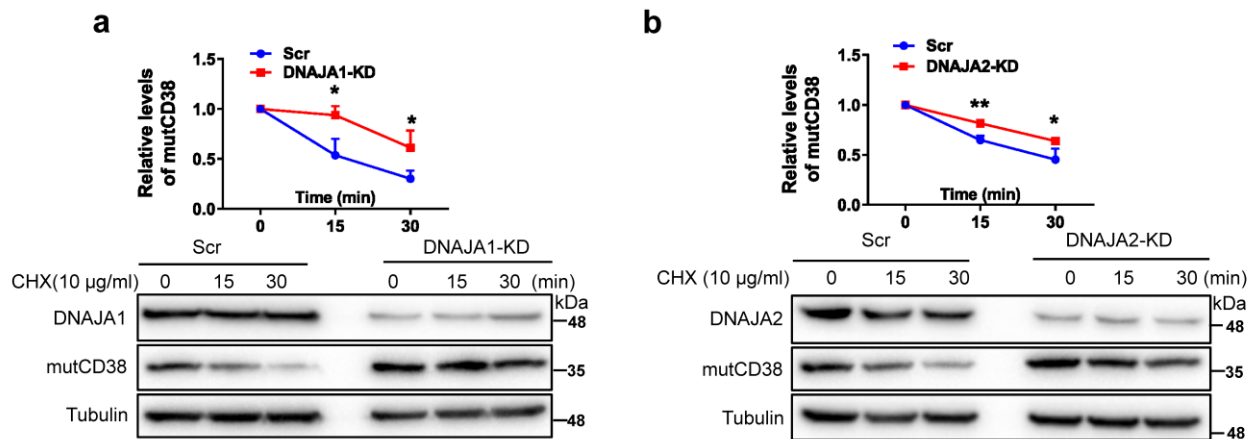 a
Scr
DNAJA1-KD
Relative levels
of mutCD38
1.5
1.0
0.5
0.0
*
*
Time (min)
0 15 30
Scr DNAJA1-KD
CHX(10 µg/ml) 0 15 30 0 15 30 (min)
kDa
DNAJA1 48
mutCD38 35
Tubulin 48
b
Scr
DNAJA2-KD
Relative levels
of mutCD38
1.5
1.0
0.5
0.0
**
*
Time (min)
0 15 30
Scr DNAJA2-KD
CHX (10 µg/ml) 0 15 30 0 15 30 (min)
kDa
DNAJA2 48
mutCD38 35
Tubulin 48